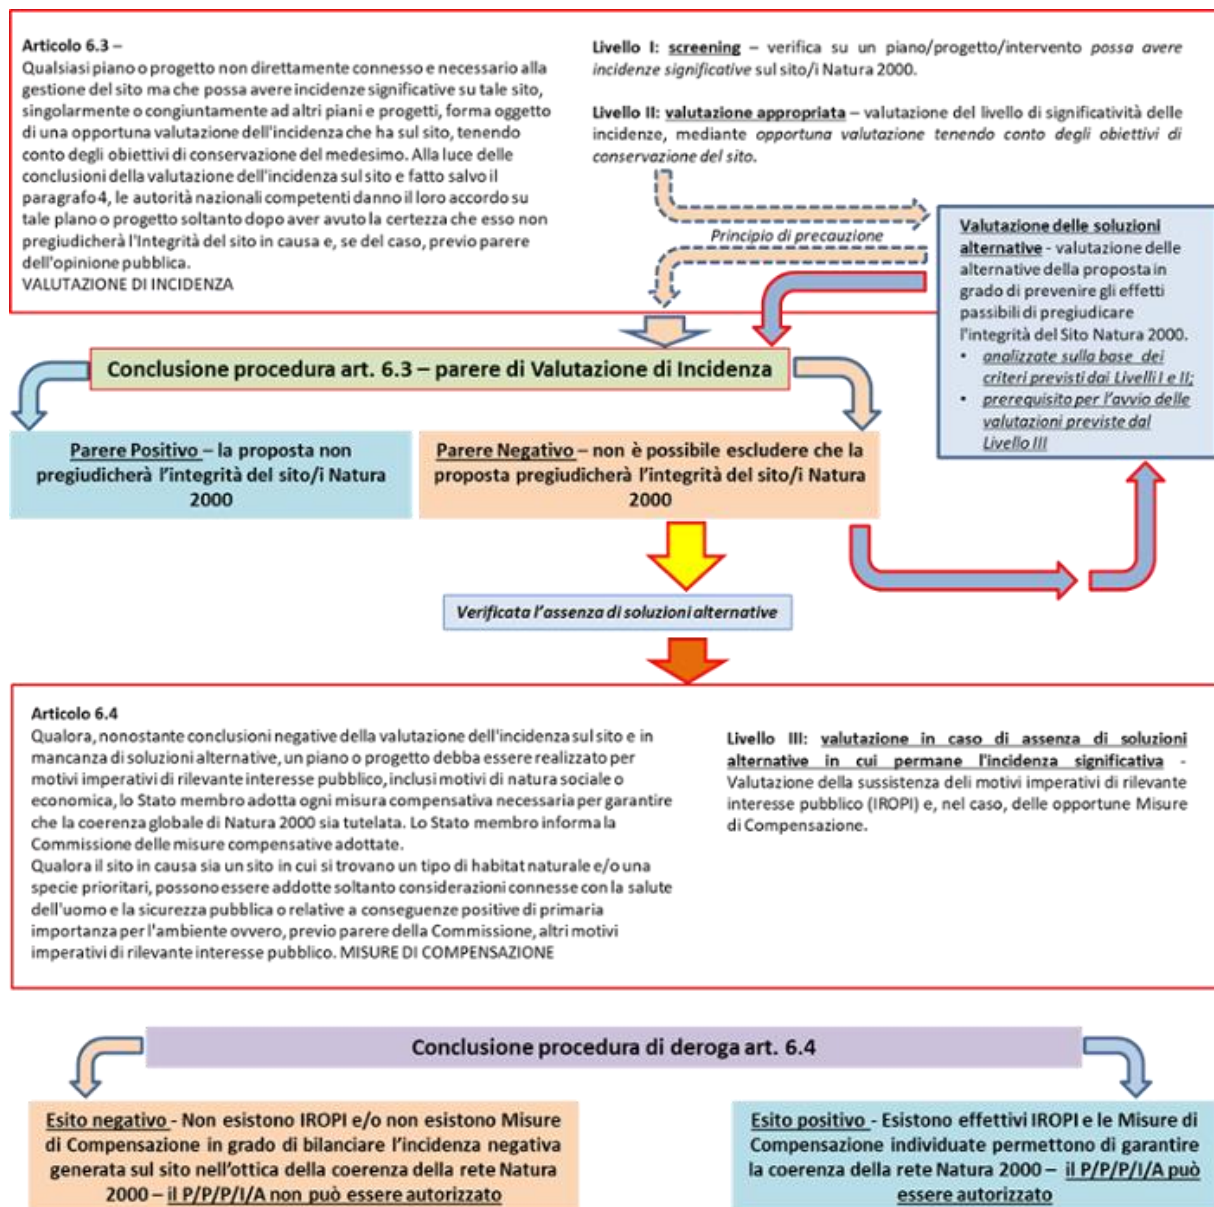 Articolo 6.3 –
Qualsiasi piano o progetto non direttamente connesso e necessario alla
gestione del sito ma che possa avere incidenze significative su tale sito,
singolarmente o congiuntamente ad altri piani e progetti, forma oggetto
di una opportuna valutazione dell'incidenza che ha sul sito, tenendo
conto degli obiettivi di conservazione del medesimo. Alla luce delle
conclusioni della valutazione dell'incidenza sul sito e fatto salvo il
paragrafo 4, le autorità nazionali competenti danno il loro accordo su
tale piano o progetto soltanto dopo aver avuto la certezza che esso non
pregiudicherà l'Integrità del sito in causa e, se del caso, previo parere
dell'opinione pubblica.
VALUTAZIONE DI INCIDENZA
Livello I: screening – verifica su un piano/progetto/intervento possa avere
incidenze significative sul sito/i Natura 2000.
Livello II: valutazione appropriata – valutazione del livello di significatività delle
incidenze, mediante opportuna valutazione tenendo conto degli obiettivi di
conservazione del sito.
Principio di precauzione
Valutazione delle soluzioni
alternative - valutazione delle
alternative della proposta in
grado di prevenire gli effetti
passibili di pregiudicare
l'integrità del Sito Natura 2000.
• analizzate sulla base dei
criteri previsti dai Livelli I e II;
• prerequisito per l'avvio delle
valutazioni previste dal
Livello III
Conclusione procedura art. 6.3 – parere di Valutazione di Incidenza
Parere Positivo – la proposta non
pregiudicherà l'integrità del sito/i Natura
2000
Parere Negativo – non è possibile escludere che la
proposta pregiudicherà l'integrità del sito/i Natura
2000
Verificata l'assenza di soluzioni alternative
Articolo 6.4
Qualora, nonostante conclusioni negative della valutazione dell'incidenza sul sito e in
mancanza di soluzioni alternative, un piano o progetto debba essere realizzato per
motivi imperativi di rilevante interesse pubblico, inclusi motivi di natura sociale o
economica, lo Stato membro adotta ogni misura compensativa necessaria per garantire
che la coerenza globale di Natura 2000 sia tutelata. Lo Stato membro informa la
Commissione delle misure compensative adottate.
Qualora il sito in causa sia un sito in cui si trovano un tipo di habitat naturale e/o una
specie prioritari, possono essere addotte soltanto considerazioni connesse con la salute
dell'uomo e la sicurezza pubblica o relative a conseguenze positive di primaria
importanza per l'ambiente ovvero, previo parere della Commissione, altri motivi
imperativi di rilevante interesse pubblico. MISURE DI COMPENSAZIONE
Livello III: valutazione in caso di assenza di soluzioni
alternative in cui permane l'incidenza significativa -
Valutazione della sussistenza deli motivi imperativi di rilevante
interesse pubblico (IROPI) e, nel caso, delle opportune Misure
di Compensazione.
Conclusione procedura di deroga art. 6.4
Esito negativo - Non esistono IROPI e/o non esistono Misure
di Compensazione in grado di bilanciare l'incidenza negativa
generata sul sito nell'ottica della coerenza della rete Natura
2000 – il P/P/P/I/A non può essere autorizzato
Esito positivo - Esistono effettivi IROPI e le Misure di
Compensazione individuate permettono di garantire
la coerenza della rete Natura 2000 – il P/P/P/I/A può
essere autorizzato